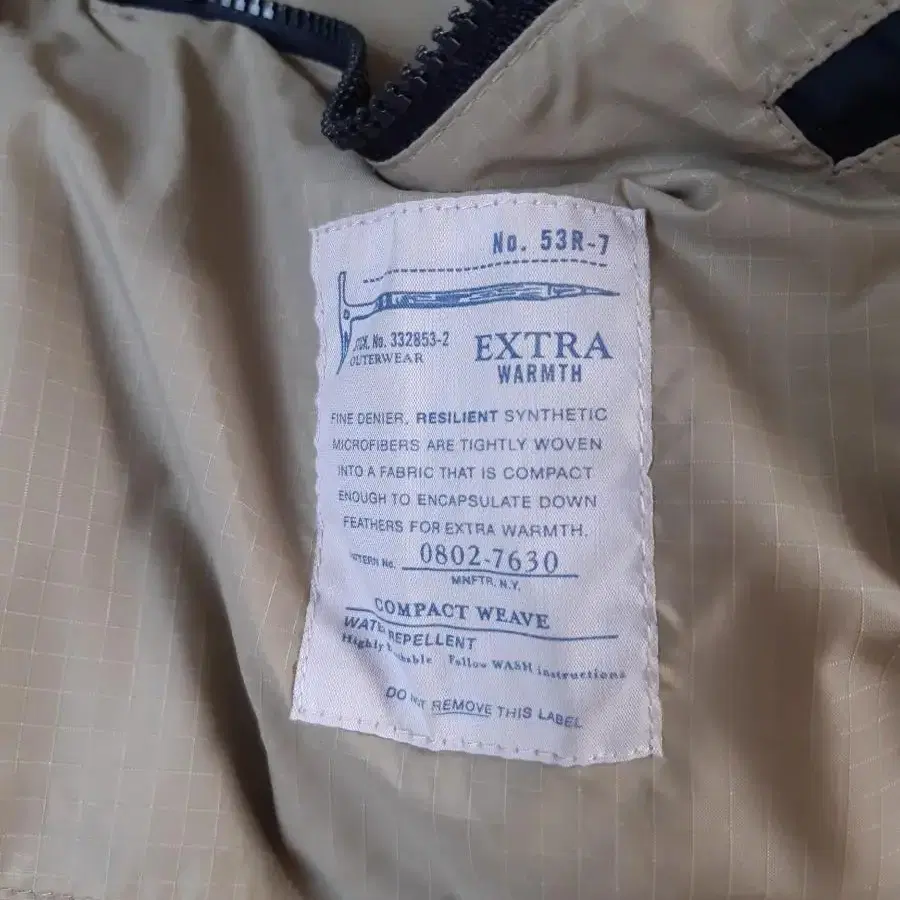 No. 53R-7
No. 332853-2
OUTERWEAR
EXTRA
WARMTH
FINE DENIER, RESILIENT SYNTHETIC
MICROFIBERS ARE TIGHTLY WOVEN
INTO A FABRIC THAT IS COMPACT
ENOUGH TO ENCAPSULATE DOWN
FEATHERS FOR EXTRA WARMTH.
No. 0802-7630
MNFTR. N.Y.
COMPACT WEAVE
WATER REPELLENT
Highly Follow WASH instructions
DO NOT REMOVE THIS LABEL